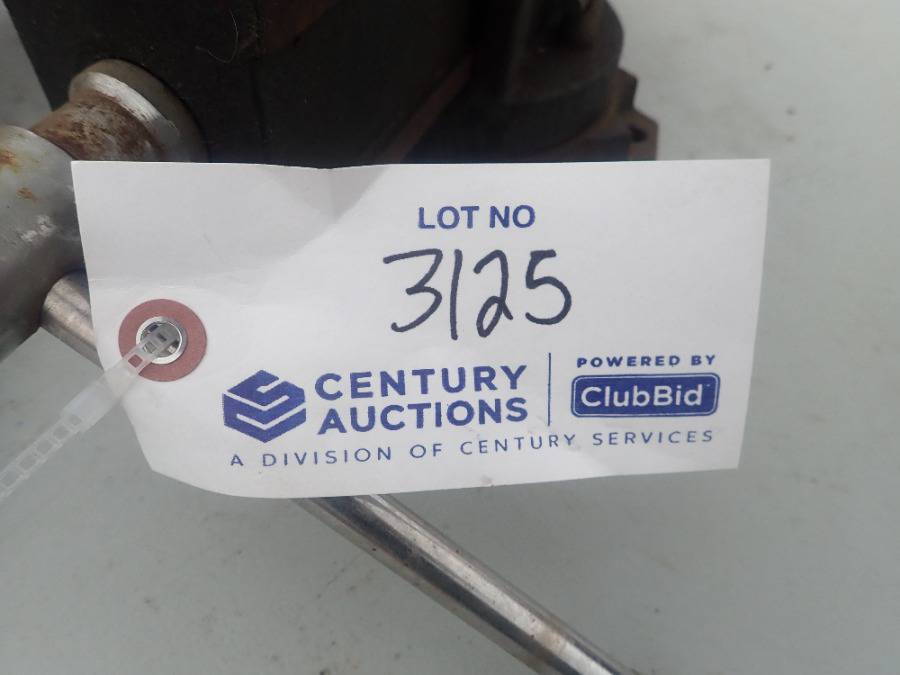 LOT NO
3125
CENTURY AUCTIONS
POWERED BY
ClubBid
A DIVISION OF CENTURY SERVICES